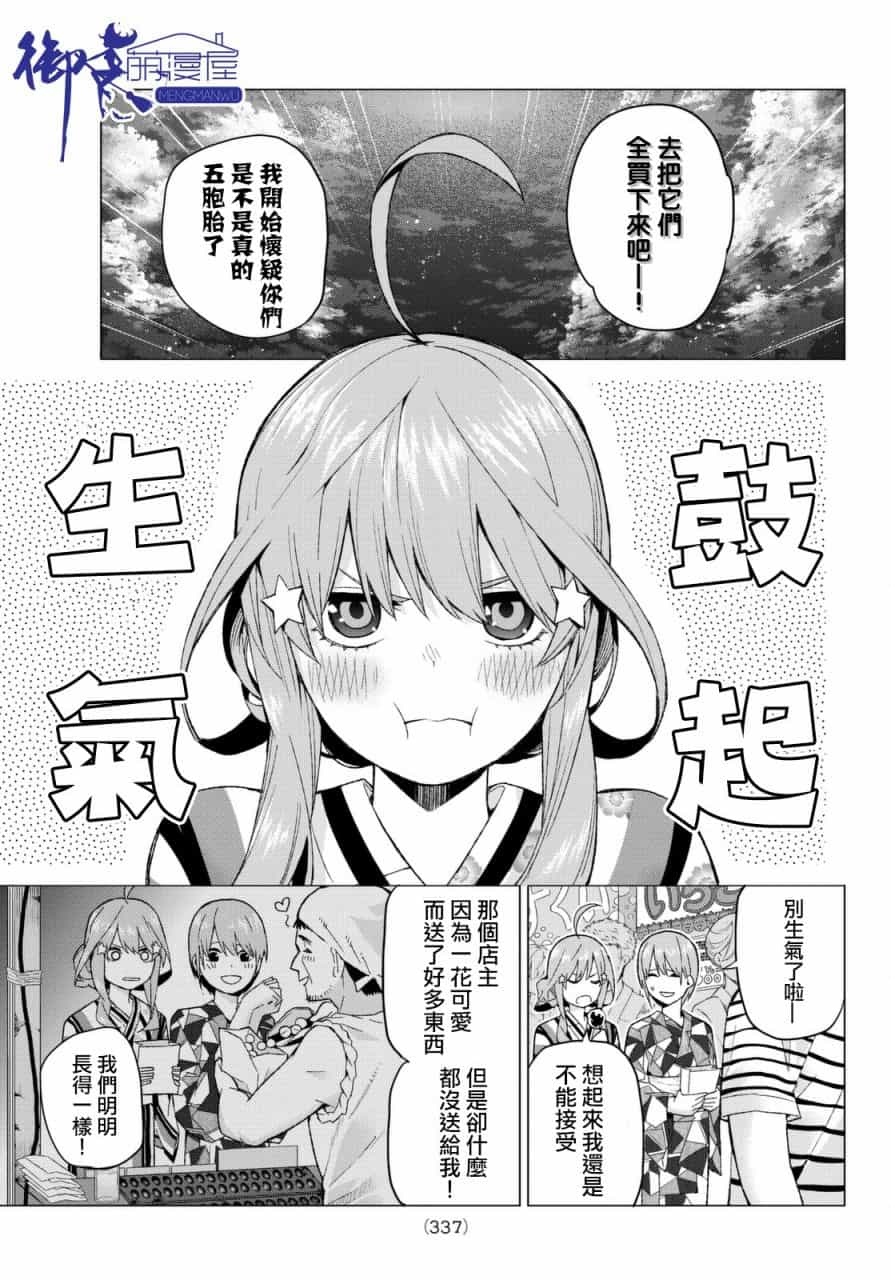 御喜萌漫屋
MENGMANWU
去把它們
全買下來吧—！
我開始懷疑你們
是不是真的
五胞胎了
鼓起
生氣
別生氣了啦—
想起來我還是
不能接受
那個店主
因為一花可愛
而送了好多東西
但是卻什麼
都沒送給我！
我們明明
長得一樣！
(337)